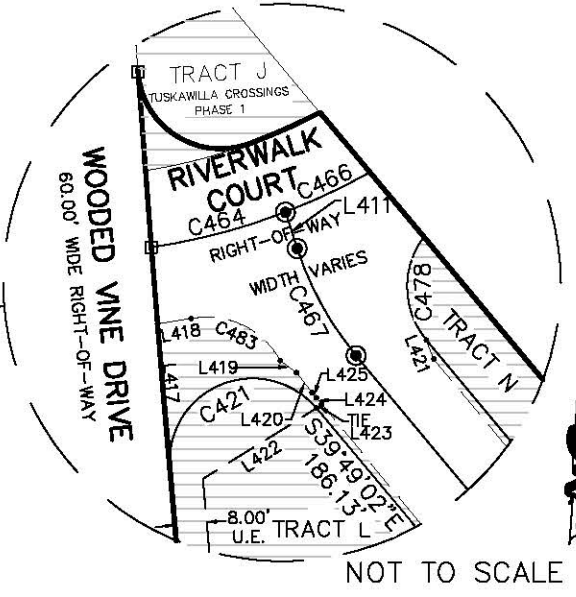 TRACT J
TUSKAWILLA CROSSINGS
PHASE 1
RIVERWALK
COURT
C466
C464
L411
RIGHT-OF-WAY
WIDTH VARIES
C467
WOODED VINE DRIVE
60.00' WIDE RIGHT-OF-WAY
C478
TRACT N
L421
L418
C483
L419
L417
C421
L425
L424
L420
TIE
L423
L422
S39°49'02"E
186.13'
8.00'
U.E.
TRACT L
NOT TO SCALE